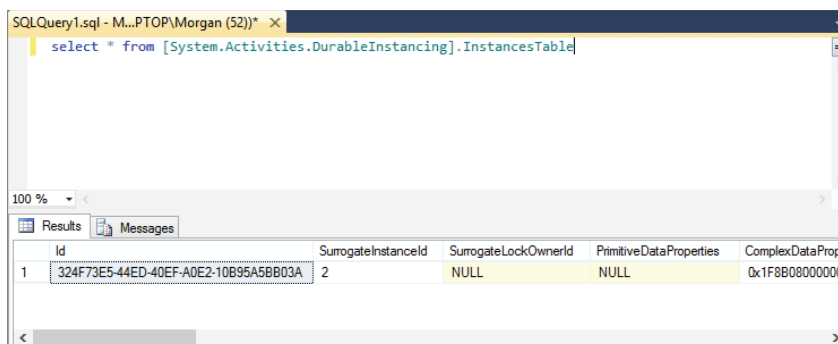 SQLQuery1.sql - M...PTOP\Morgan (52))* ×
select * from [System.Activities.DurableInstancing].InstancesTable
100 %
Results Messages
Id SurrogateInstanceId SurrogateLockOwnerId PrimitiveDataProperties ComplexDataProp
1 324F73E5-44ED-40EF-A0E2-10B95A5BB03A 2 NULL NULL 0x1F8B0800000